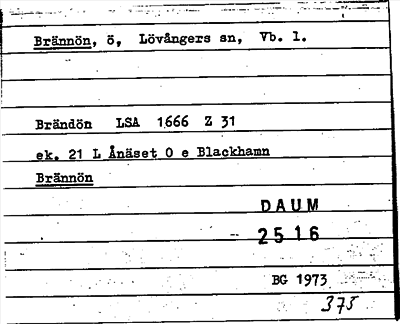 Brännön, ö, Lövångers sn, Vb. l.
Brändön LSA 1666 Z 31
ek. 21 L Ånäset O e Blackhamn
Brännön
DAUM
2516
BG 1973
375